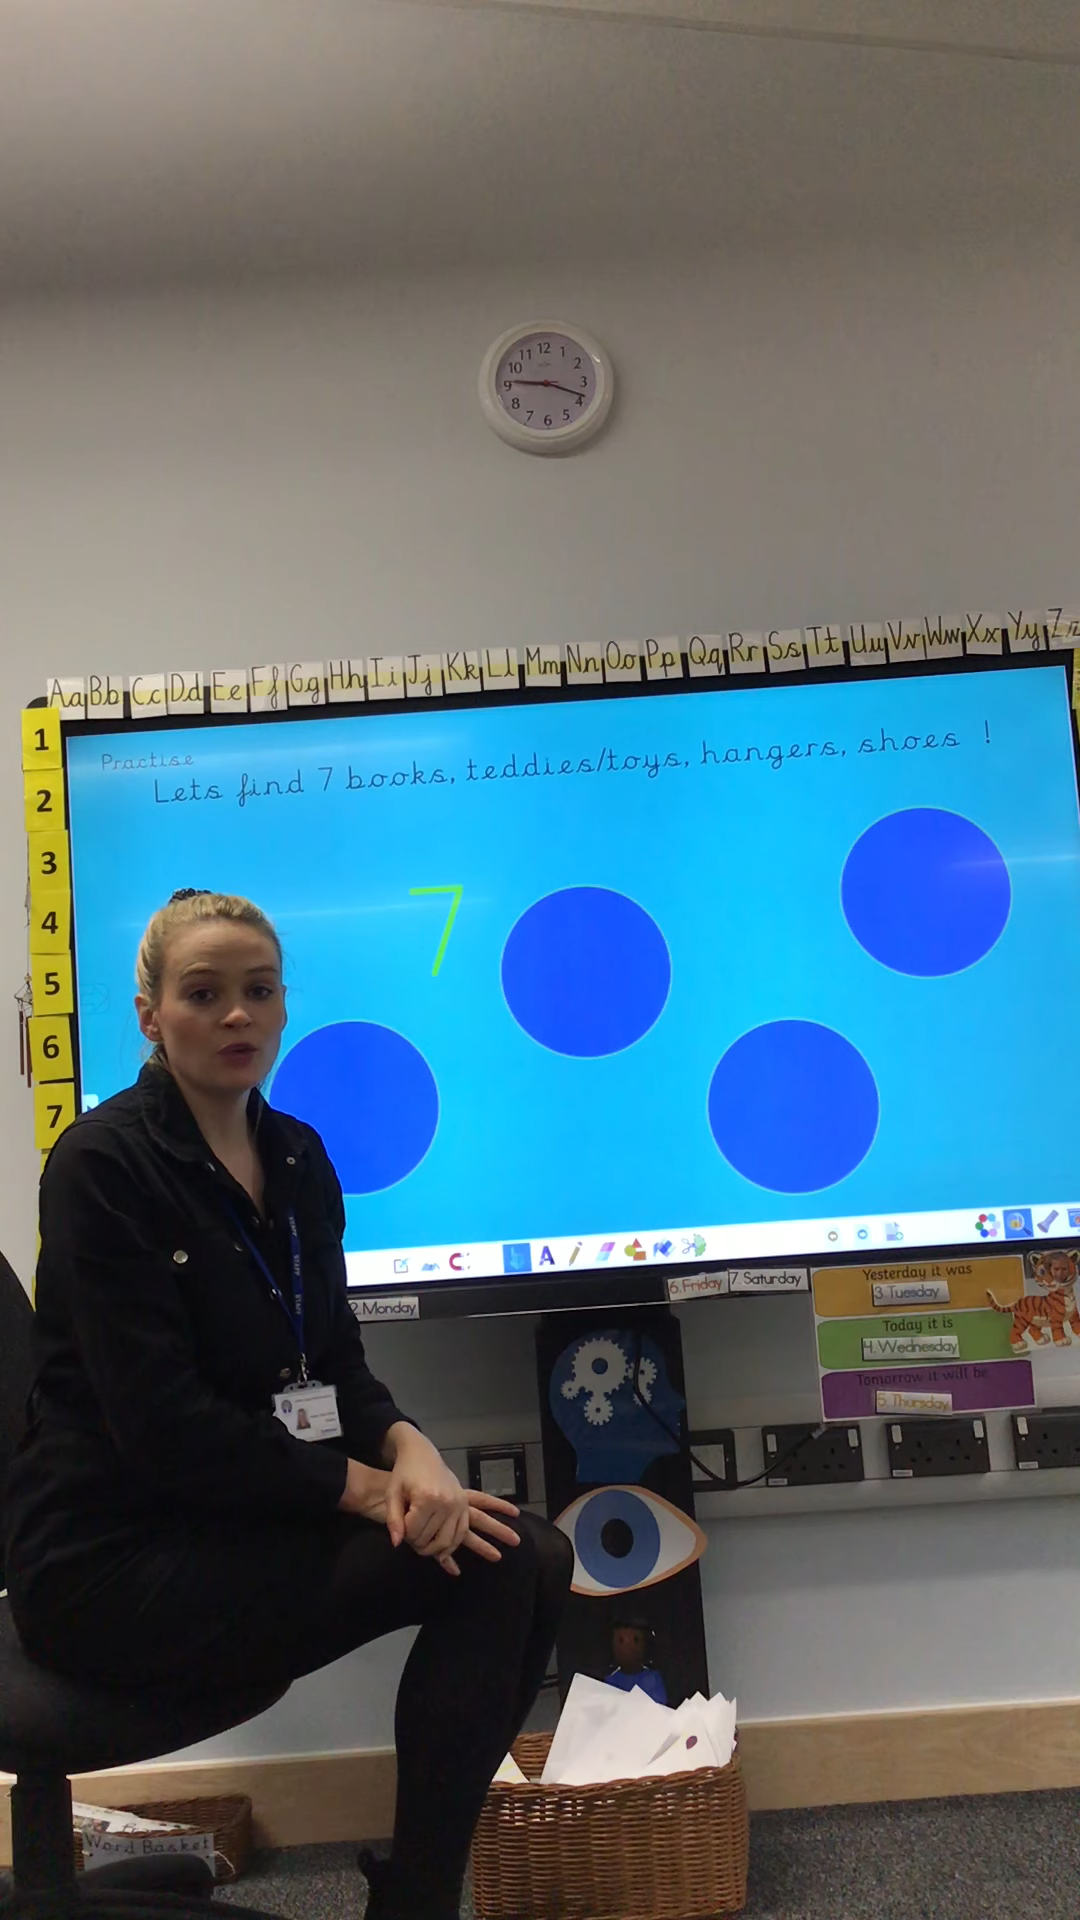 11 12 1
10 2
9 3
8 4
7 6 5
Aa Bb Cc Dd Ee Ff Gg Hh Ii Jj Kk Ll Mm Nn Oo Pp Qq Rr Ss Tt Uu Vv Ww Xx Yy Zz
1
2
3
4
5
6
7
Practise
Lets find 7 books, teddies/toys, hangers, shoes !
7
A
2.Monday
6.Friday
7. Saturday
Yesterday it was
3.Tuesday
Today it is
4.Wednesday
Tomorrow it will be
5.Thursday
STAFF
STAFF
STAFF
Word Basket